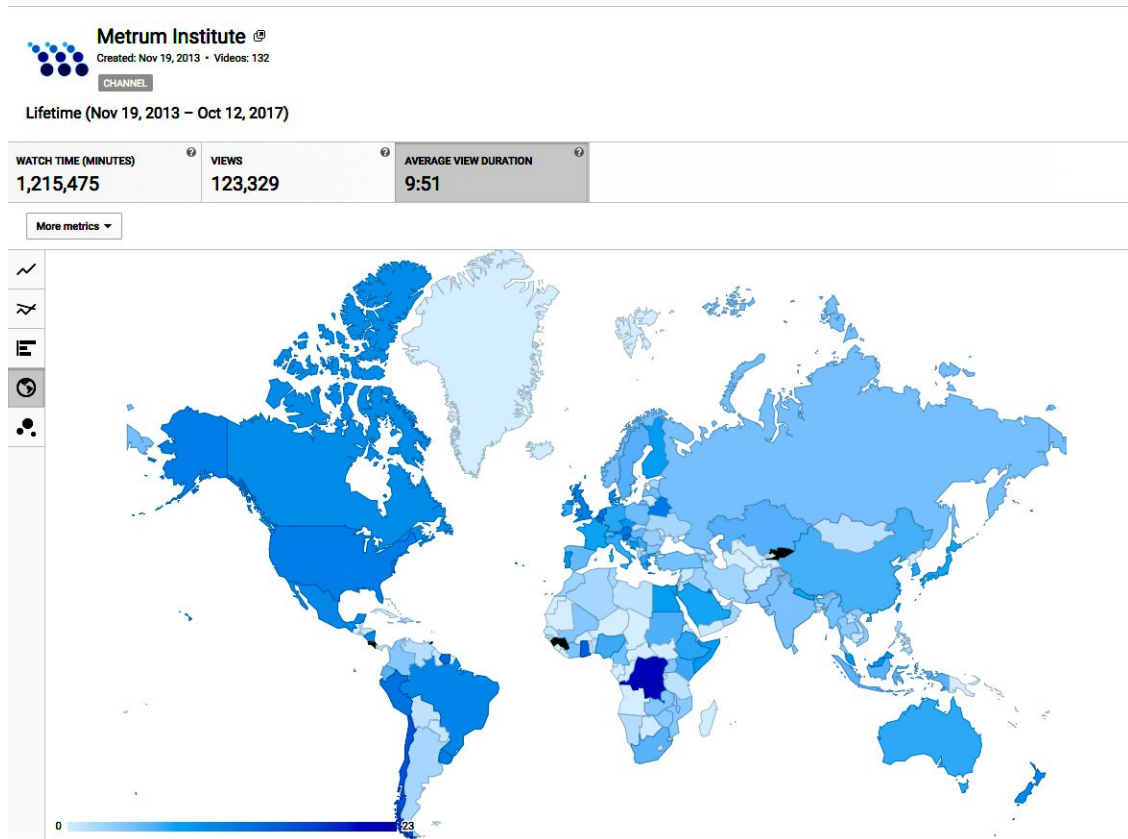 Metrum Institute
Created: Nov 19, 2013 • Videos: 132
CHANNEL
Lifetime (Nov 19, 2013 – Oct 12, 2017)
WATCH TIME (MINUTES) ?
1,215,475
VIEWS ?
123,329
AVERAGE VIEW DURATION ?
9:51
More metrics
0 23